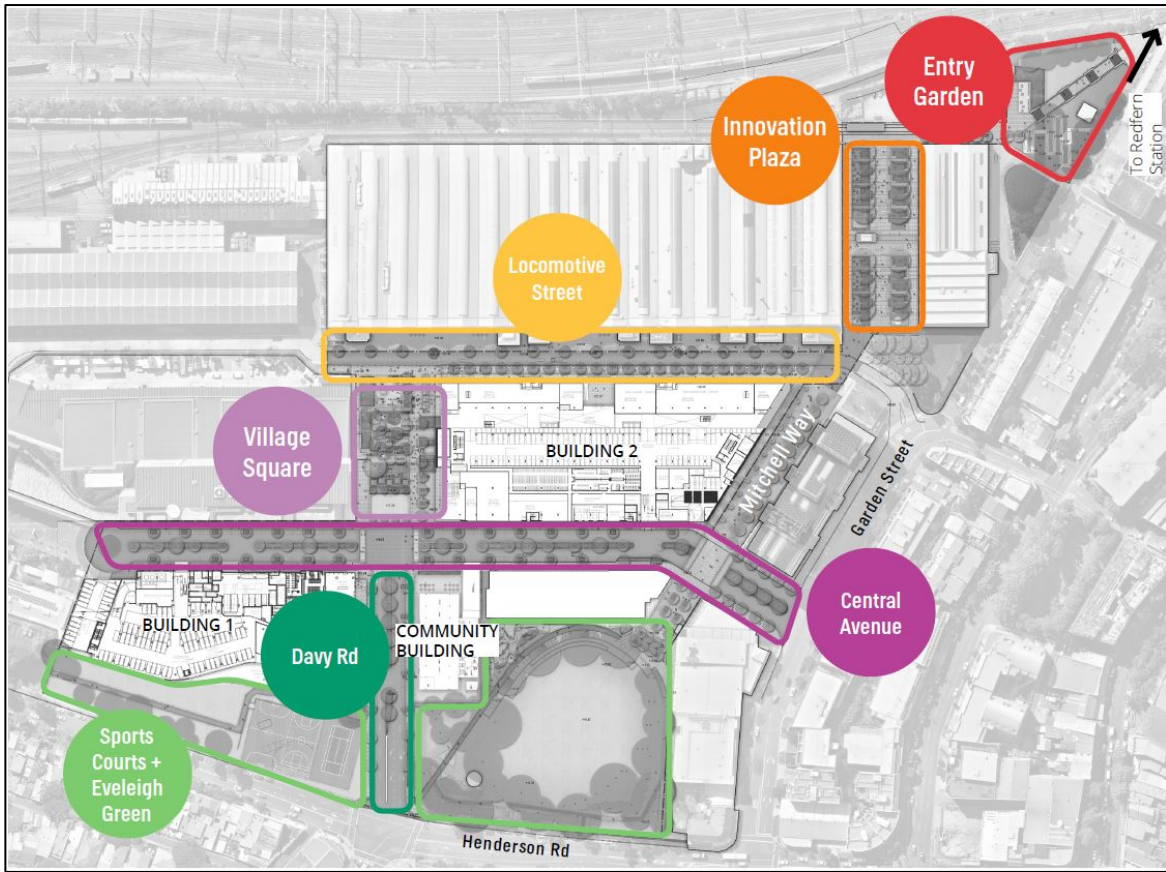 Entry
Garden
To Redfern
Station
Innovation
Plaza
Locomotive
Street
Village
Square
BUILDING 2
Mitchell Way
Garden Street
Central
Avenue
BUILDING 1
Davy Rd
COMMUNITY
BUILDING
Sports
Courts +
Eveleigh
Green
Henderson Rd